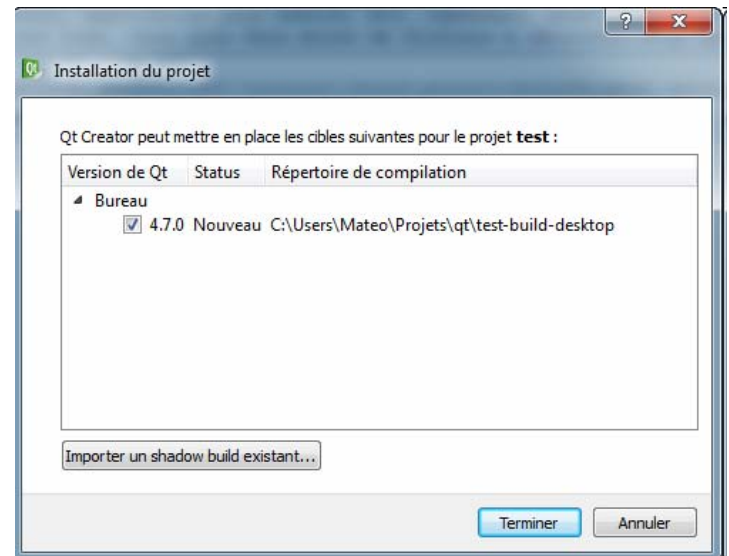 Installation du projet
Qt Creator peut mettre en place les cibles suivantes pour le projet test :
Version de Qt Status Répertoire de compilation
Bureau
4.7.0 Nouveau C:\Users\Mateo\Projets\qt\test-build-desktop
Importer un shadow build existant...
Terminer Annuler